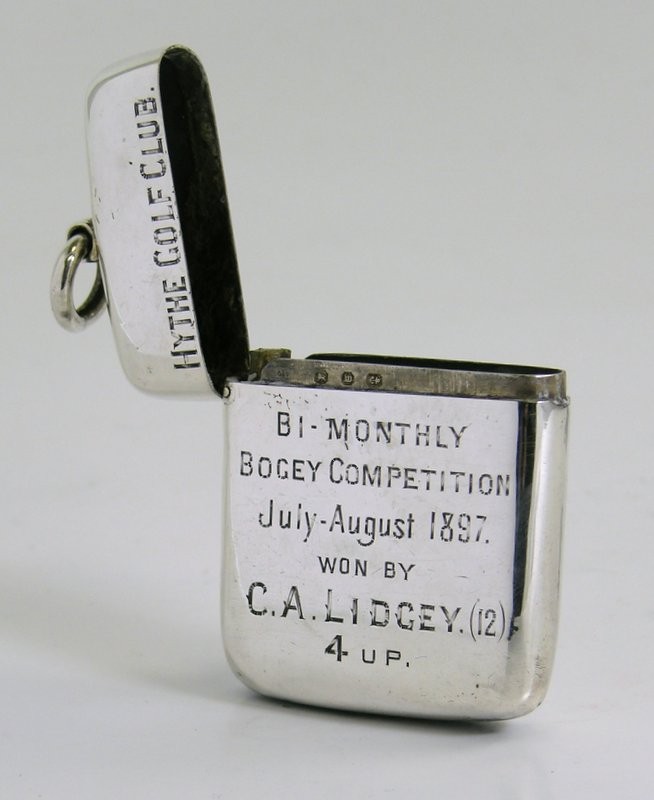 HYTHE GOLF CLUB.
BI-MONTHLY
BOGEY COMPETITION
July-August 1897.
WON BY
C.A. LIDGEY. (12)
4 UP.